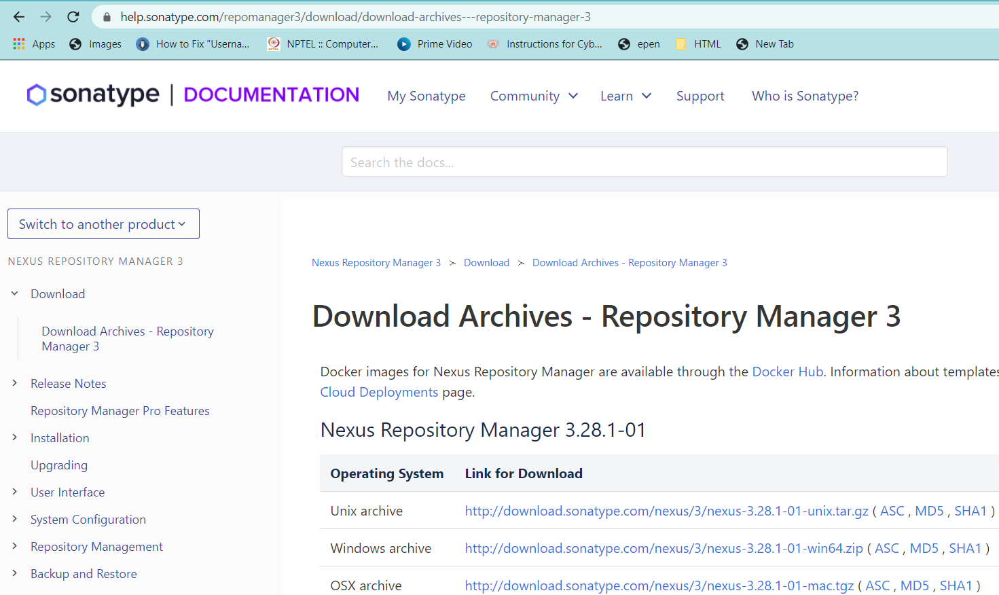 help.sonatype.com/repomanager3/download/download-archives---repository-manager-3
Apps Images How to Fix "Userna... NPTEL :: Computer... Prime Video Instructions for Cyb... epen HTML New Tab
sonatype | DOCUMENTATION My Sonatype Community Learn Support Who is Sonatype?
Search the docs...
Switch to another product
NEXUS REPOSITORY MANAGER 3
Download
Download Archives - Repository
Manager 3
Release Notes
Repository Manager Pro Features
Installation
Upgrading
User Interface
System Configuration
Repository Management
Backup and Restore
Nexus Repository Manager 3 > Download > Download Archives - Repository Manager 3
Download Archives - Repository Manager 3
Docker images for Nexus Repository Manager are available through the Docker Hub. Information about templates
Cloud Deployments page.
Nexus Repository Manager 3.28.1-01
Operating System Link for Download
Unix archive http://download.sonatype.com/nexus/3/nexus-3.28.1-01-unix.tar.gz ( ASC , MD5 , SHA1 )
Windows archive http://download.sonatype.com/nexus/3/nexus-3.28.1-01-win64.zip ( ASC , MD5 , SHA1 )
OSX archive http://download.sonatype.com/nexus/3/nexus-3.28.1-01-mac.tgz ( ASC , MD5 , SHA1 )